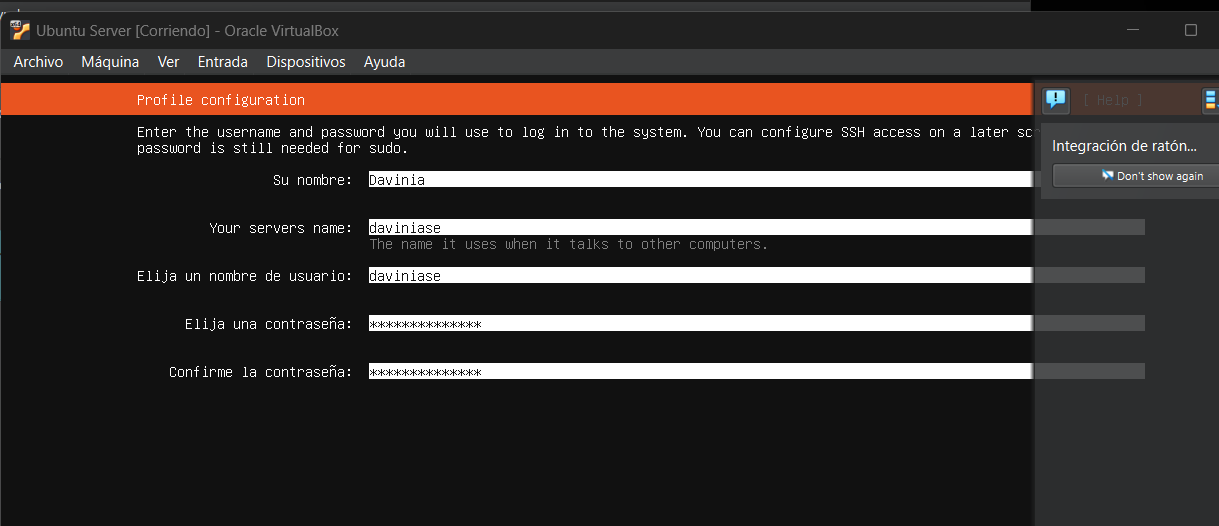 Ubuntu Server [Corriendo] - Oracle VirtualBox
Archivo Máquina Ver Entrada Dispositivos Ayuda
Profile configuration [ Help ]
Enter the username and password you will use to log in to the system. You can configure SSH access on a later
password is still needed for sudo.
Integración de ratón...
Don't show again
Su nombre: Davinia
Your servers name: daviniase
The name it uses when it talks to other computers.
Elija un nombre de usuario: daviniase
Elija una contraseña: **************
Confirme la contraseña: **************